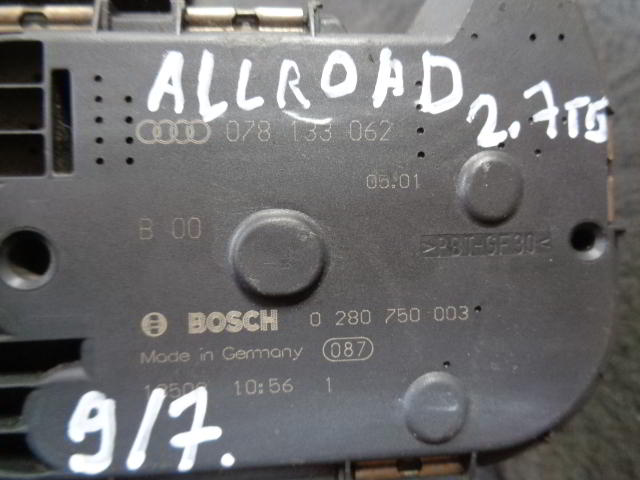 ALLROAD
2.7TDI
078 133 062
05.01
B 00
>PBT-GF30<
BOSCH 0 280 750 003
Made in Germany 087
10:56 1
9/7.